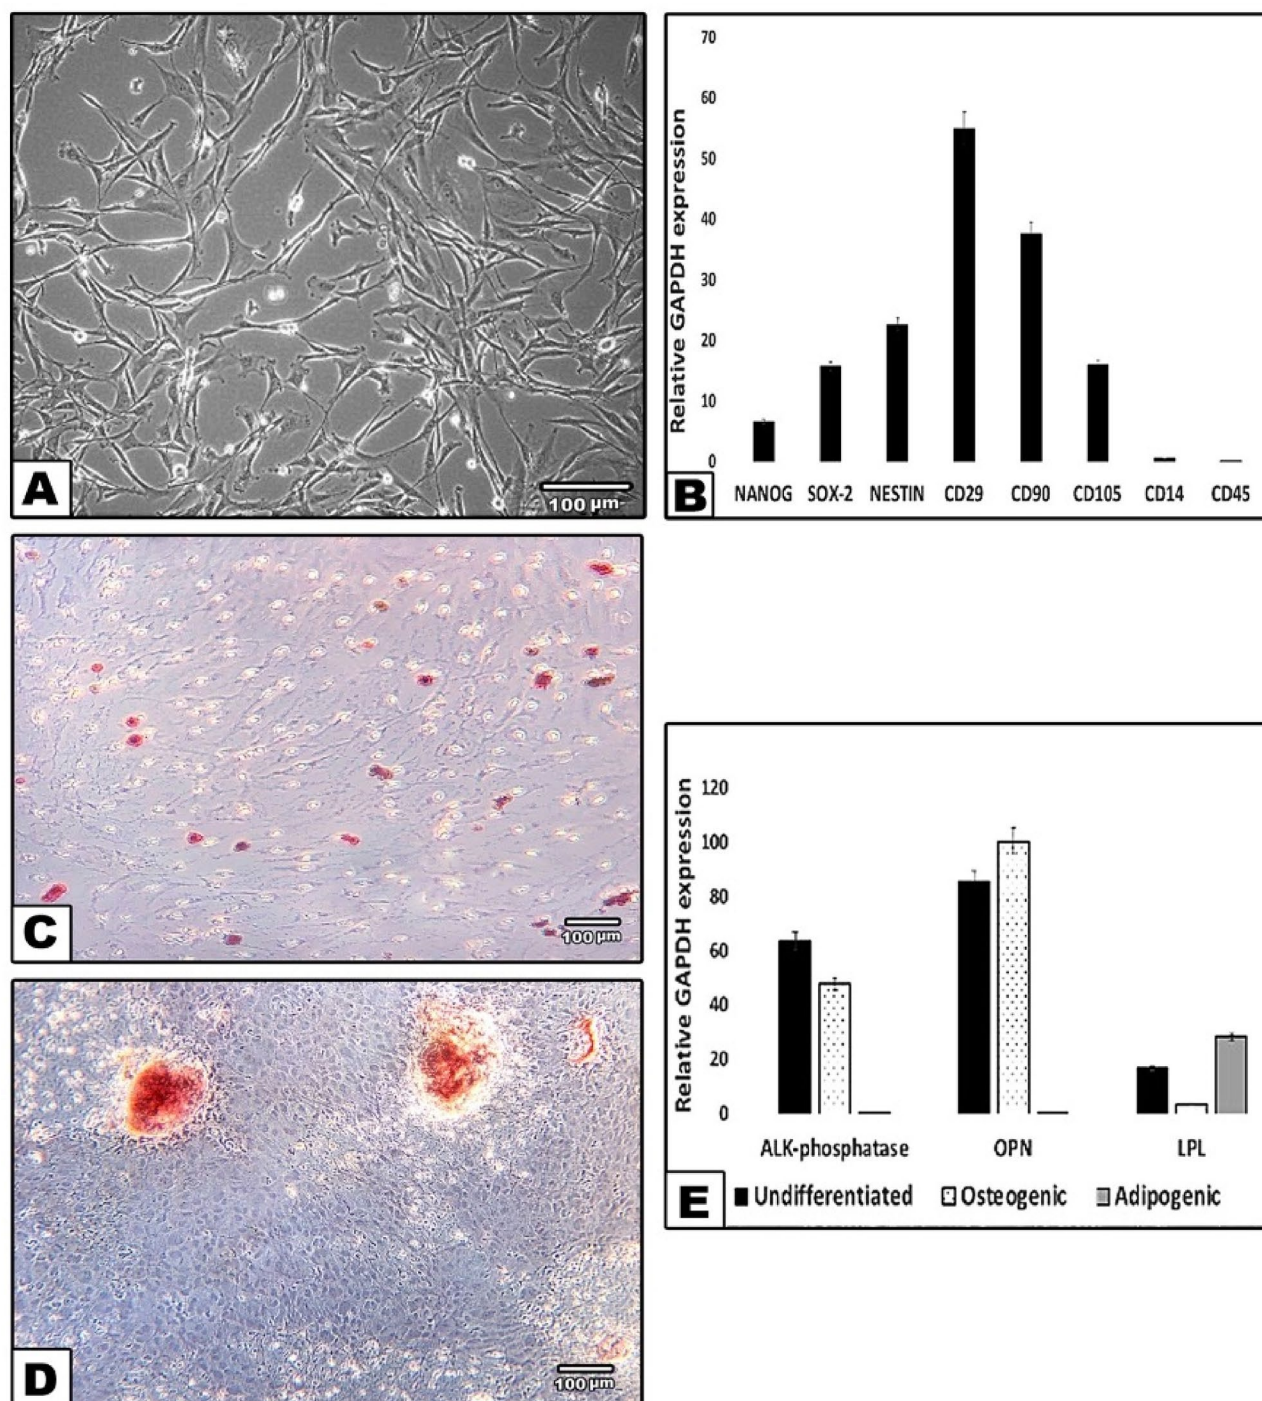 A
100 μm
Relative GAPDH expression
70
60
50
40
30
20
10
0
NANOG SOX-2 NESTIN CD29 CD90 CD105 CD14 CD45
B
C
100 μm
D
100 μm
Relative GAPDH expression
120
100
80
60
40
20
0
ALK-phosphatase OPN LPL
Undifferentiated Osteogenic Adipogenic
E